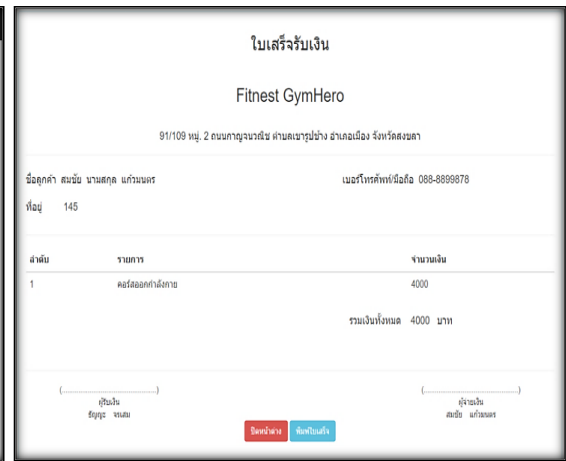 ใบเสร็จรับเงิน
Fitnest GymHero
91/109 หมู่. 2 ถนนกาญจนวณิช ตำบลเขารูปช้าง อำเภอเมือง จังหวัดสงขลา
ชื่อลูกค้า สมชัย นามสกุล แก้วมนตร เบอร์โทรศัพท์/มือถือ 088-8899878
ที่อยู่ 145
ลำดับ รายการ จำนวนเงิน
1 คอร์สออกกำลังกาย 4000
รวมเงินทั้งหมด 4000 บาท
(............................................) (............................................)
ผู้รับเงิน ผู้จ่ายเงิน
จรเสม สมชัย แก้วมนตร
ปิดหน้าต่าง พิมพ์ใบเสร็จ